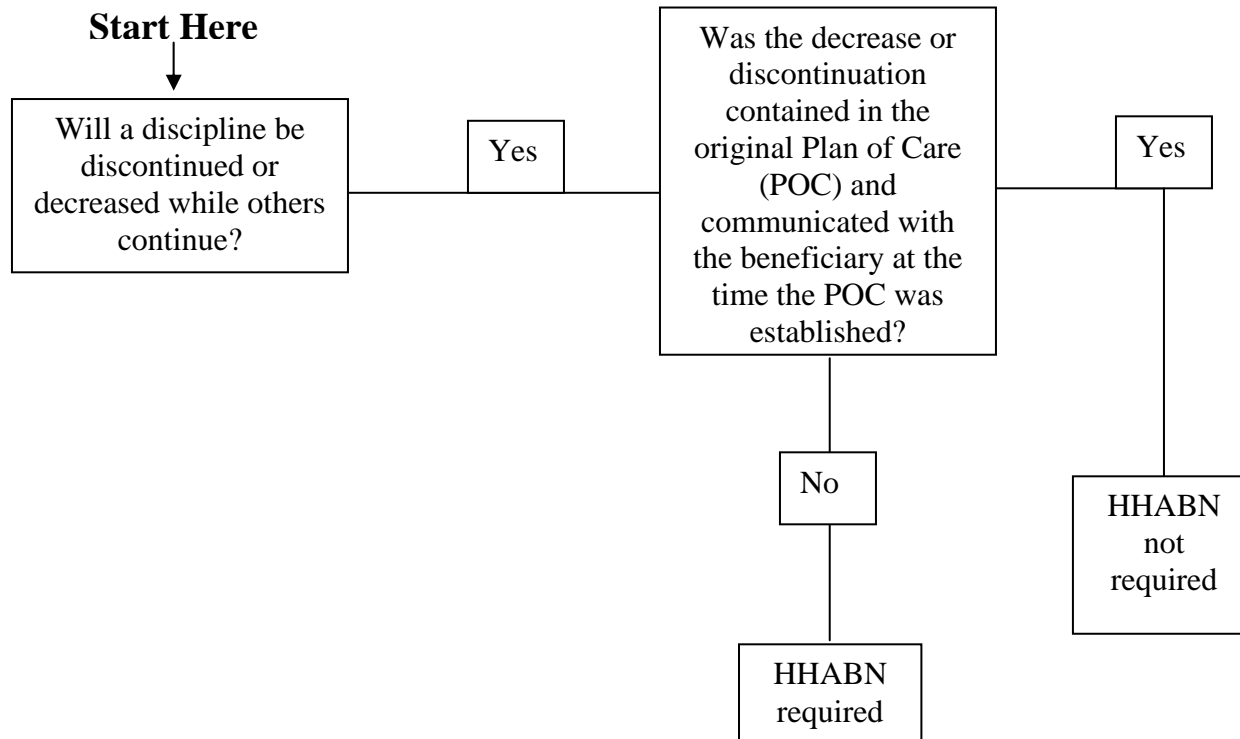 Start Here
Will a discipline be
discontinued or
decreased while others
continue?
Yes
Was the decrease or
discontinuation
contained in the
original Plan of Care
(POC) and
communicated with
the beneficiary at the
time the POC was
established?
Yes
No
HHABN
not
required
HHABN
required